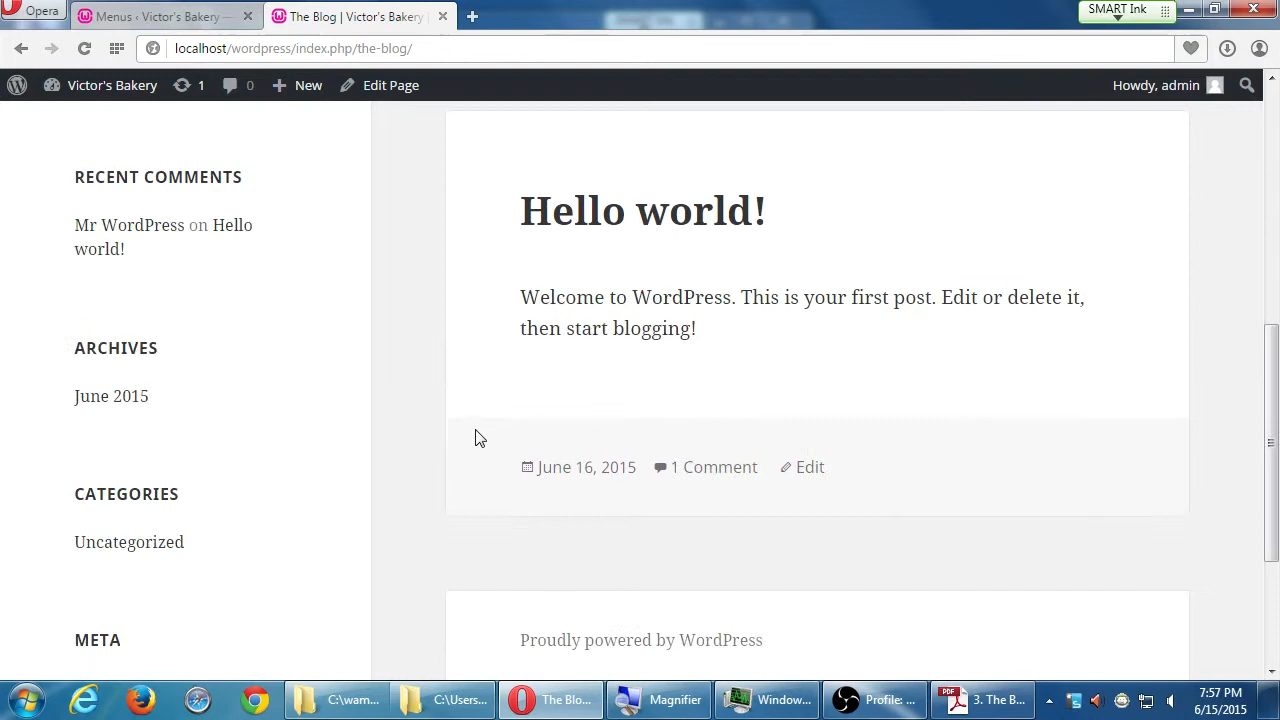 Opera
Menus ‹ Victor's Bakery —
The Blog | Victor's Bakery
SMART Ink
localhost/wordpress/index.php/the-blog/
Victor's Bakery
1
0
New
Edit Page
Howdy, admin
RECENT COMMENTS
Mr WordPress on Hello
world!
ARCHIVES
June 2015
CATEGORIES
Uncategorized
META
Hello world!
Welcome to WordPress. This is your first post. Edit or delete it,
then start blogging!
June 16, 2015
1 Comment
Edit
Proudly powered by WordPress
C:\wam...
C:\Users...
The Blo...
Magnifier
Window...
Profile: ...
PDF
3. The B...
7:57 PM
6/15/2015